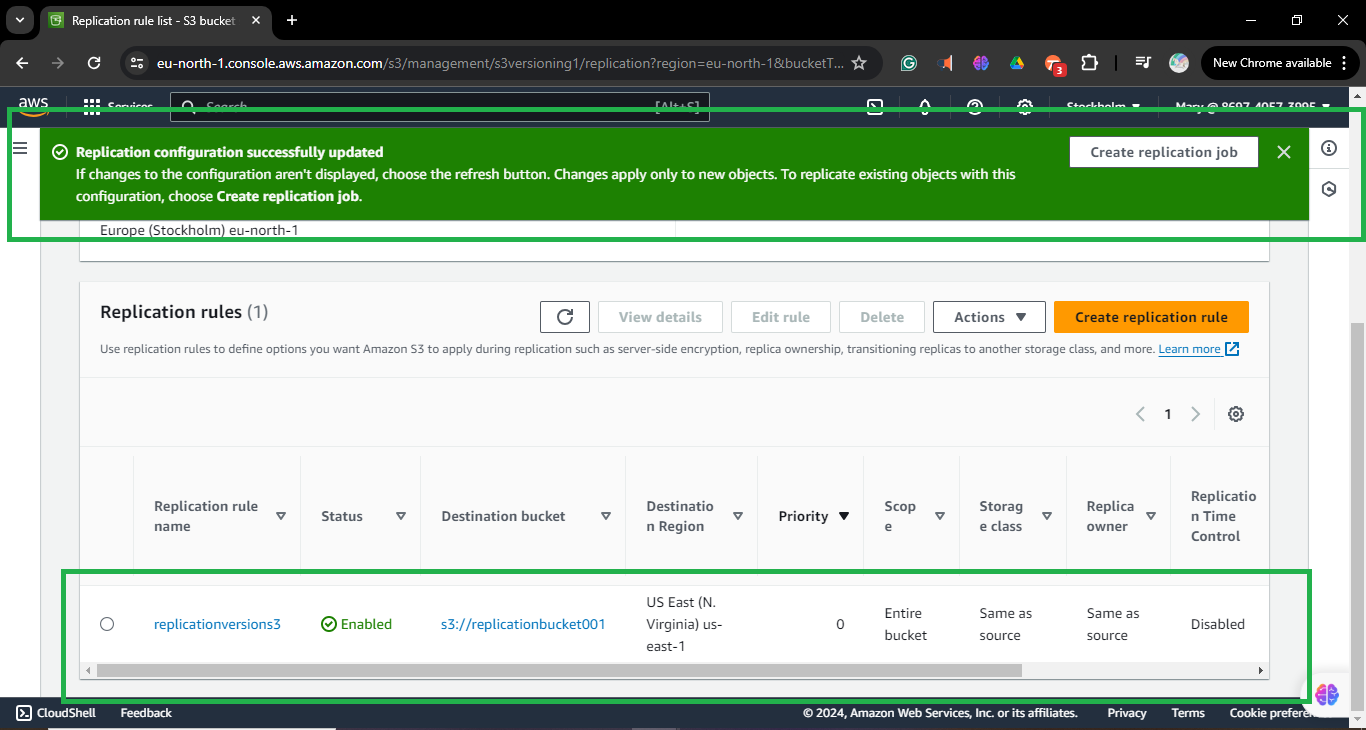 Replication rule list - S3 bucket
eu-north-1.console.aws.amazon.com/s3/management/s3versioning1/replication?region=eu-north-1&bucketT...
3
New Chrome available
aws
Services
Search
[Alt+S]
Stockholm
Mary @ 8697-4057-3995
Replication configuration successfully updated
If changes to the configuration aren't displayed, choose the refresh button. Changes apply only to new objects. To replicate existing objects with this
configuration, choose Create replication job.
Create replication job
Europe (Stockholm) eu-north-1
Replication rules (1)
View details
Edit rule
Delete
Actions
Create replication rule
Use replication rules to define options you want Amazon S3 to apply during replication such as server-side encryption, replica ownership, transitioning replicas to another storage class, and more. Learn more
1
Replication rule
name
Status
Destination bucket
Destinatio
n Region
Priority
Scop
e
Storag
e class
Replica
owner
Replicatio
n Time
Control
replicationversions3
Enabled
s3://replicationbucket001
US East (N.
Virginia) us-
east-1
0
Entire
bucket
Same as
source
Same as
source
Disabled
CloudShell
Feedback
© 2024, Amazon Web Services, Inc. or its affiliates.
Privacy
Terms
Cookie prefere